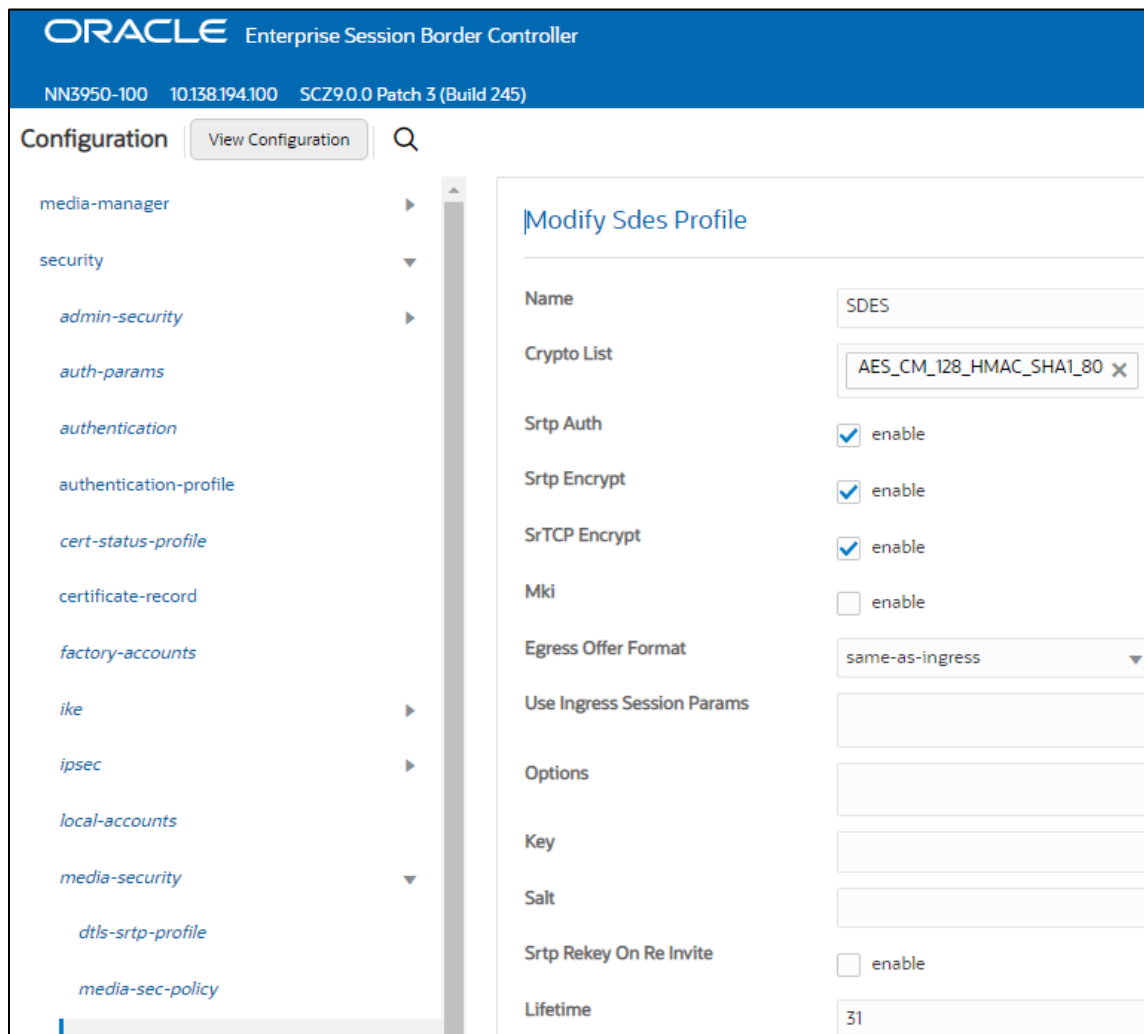 ORACLE Enterprise Session Border Controller
NN3950-100 10.138.194.100 SCZ9.0.0 Patch 3 (Build 245)
Configuration View Configuration
media-manager
security
admin-security
auth-params
authentication
authentication-profile
cert-status-profile
certificate-record
factory-accounts
ike
ipsec
local-accounts
media-security
dtls-srtp-profile
media-sec-policy
Modify Sdes Profile
Name SDES
Crypto List AES_CM_128_HMAC_SHA1_80
Srtp Auth enable
Srtp Encrypt enable
SrTCP Encrypt enable
Mki enable
Egress Offer Format same-as-ingress
Use Ingress Session Params
Options
Key
Salt
Srtp Rekey On Re Invite enable
Lifetime 31